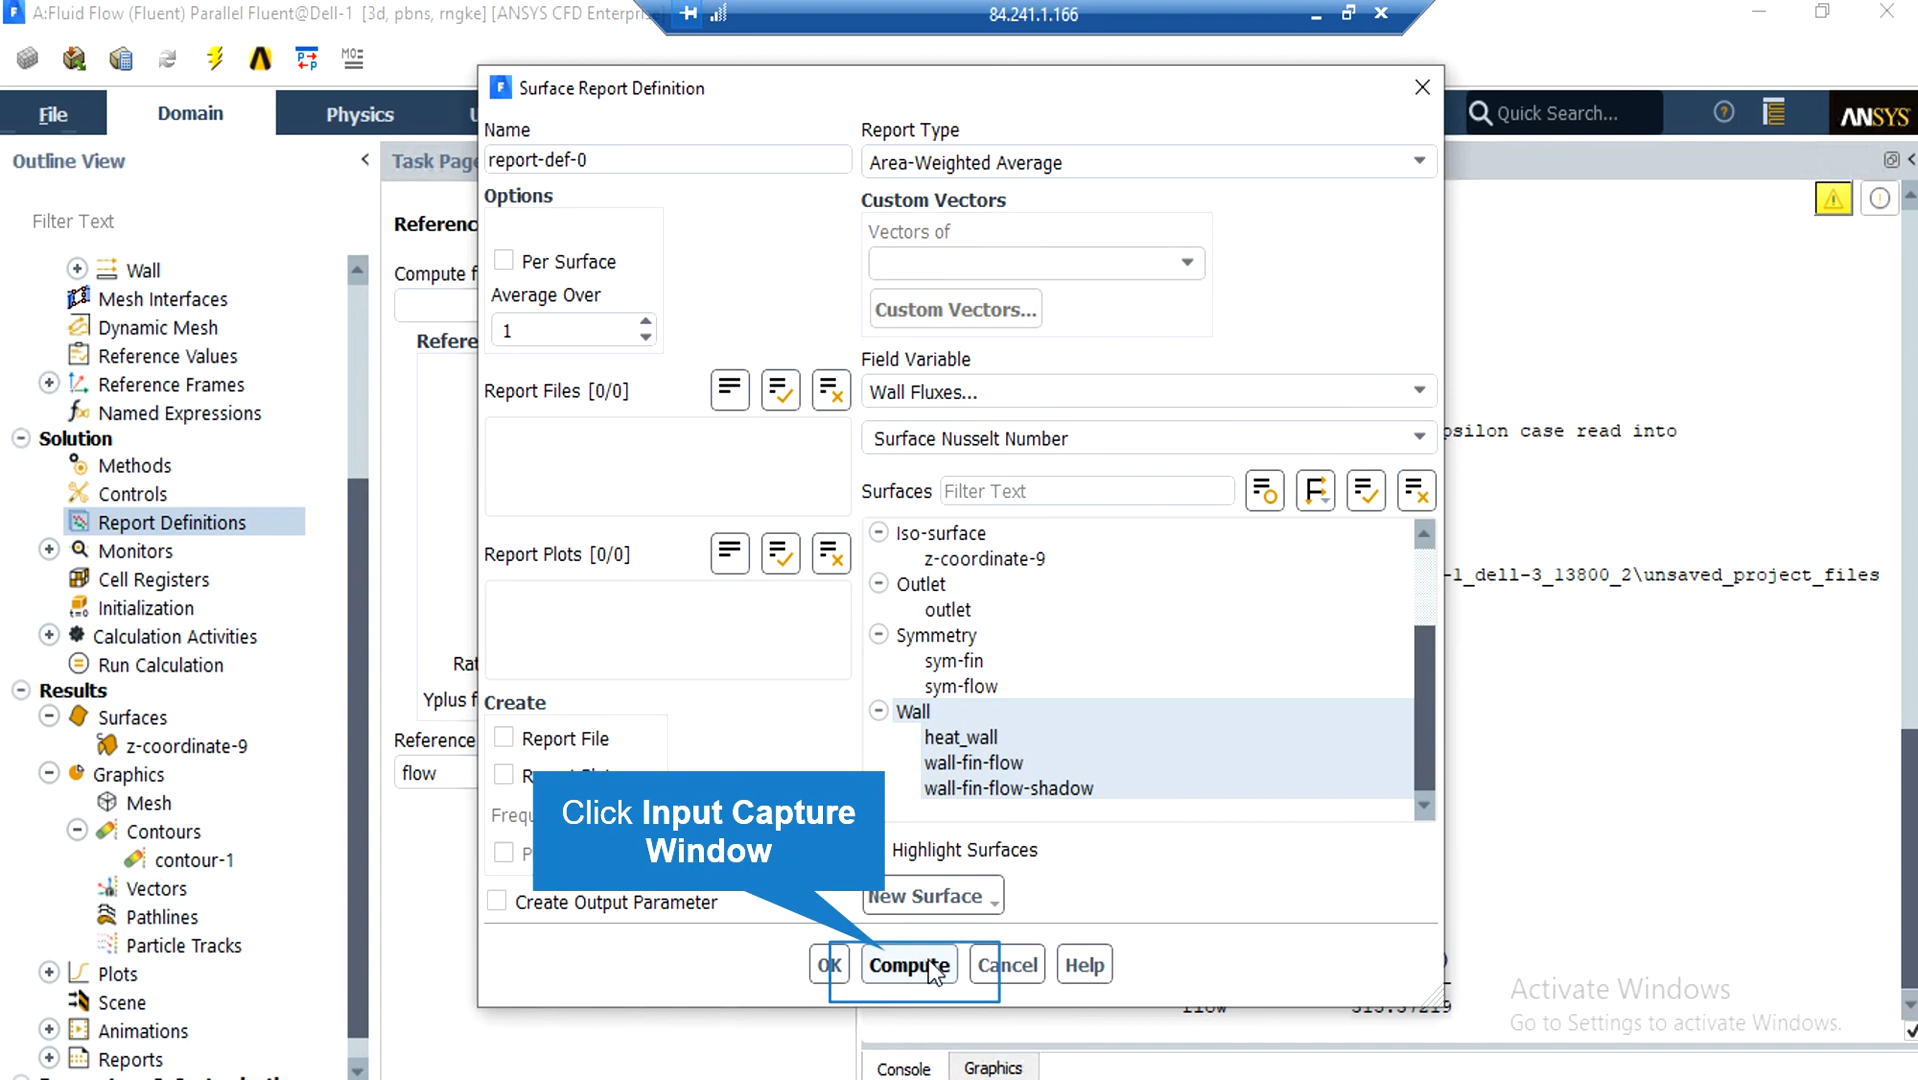 A:Fluid Flow (Fluent) Parallel Fluent@Dell-1 [3d, pbns, rngke] [ANSYS CFD Enterprise
84.241.1.166
File
Domain
Physics
Quick Search...
ANSYS
Outline View
Task Page
Filter Text
Wall
Mesh Interfaces
Dynamic Mesh
Reference Values
Reference Frames
Named Expressions
Solution
Methods
Controls
Report Definitions
Monitors
Cell Registers
Initialization
Calculation Activities
Run Calculation
Results
Surfaces
z-coordinate-9
Graphics
Mesh
Contours
contour-1
Vectors
Pathlines
Particle Tracks
Plots
Scene
Animations
Reports
Referenc
Compute f
Refere
Rat
Yplus f
Reference
flow
Surface Report Definition
Name
report-def-0
Options
Per Surface
Average Over
1
Report Files [0/0]
Report Plots [0/0]
Create
Report File
Frequ
Create Output Parameter
Report Type
Area-Weighted Average
Custom Vectors
Vectors of
Custom Vectors...
Field Variable
Wall Fluxes...
Surface Nusselt Number
Surfaces Filter Text
Iso-surface
z-coordinate-9
Outlet
outlet
Symmetry
sym-fin
sym-flow
Wall
heat_wall
wall-fin-flow
wall-fin-flow-shadow
Highlight Surfaces
New Surface
OK Compute Cancel Help
Click Input Capture
Window
psilon case read into
-1_dell-3_13800_2\unsaved_project_files
Activate Windows
Go to Settings to activate Windows.
Console Graphics